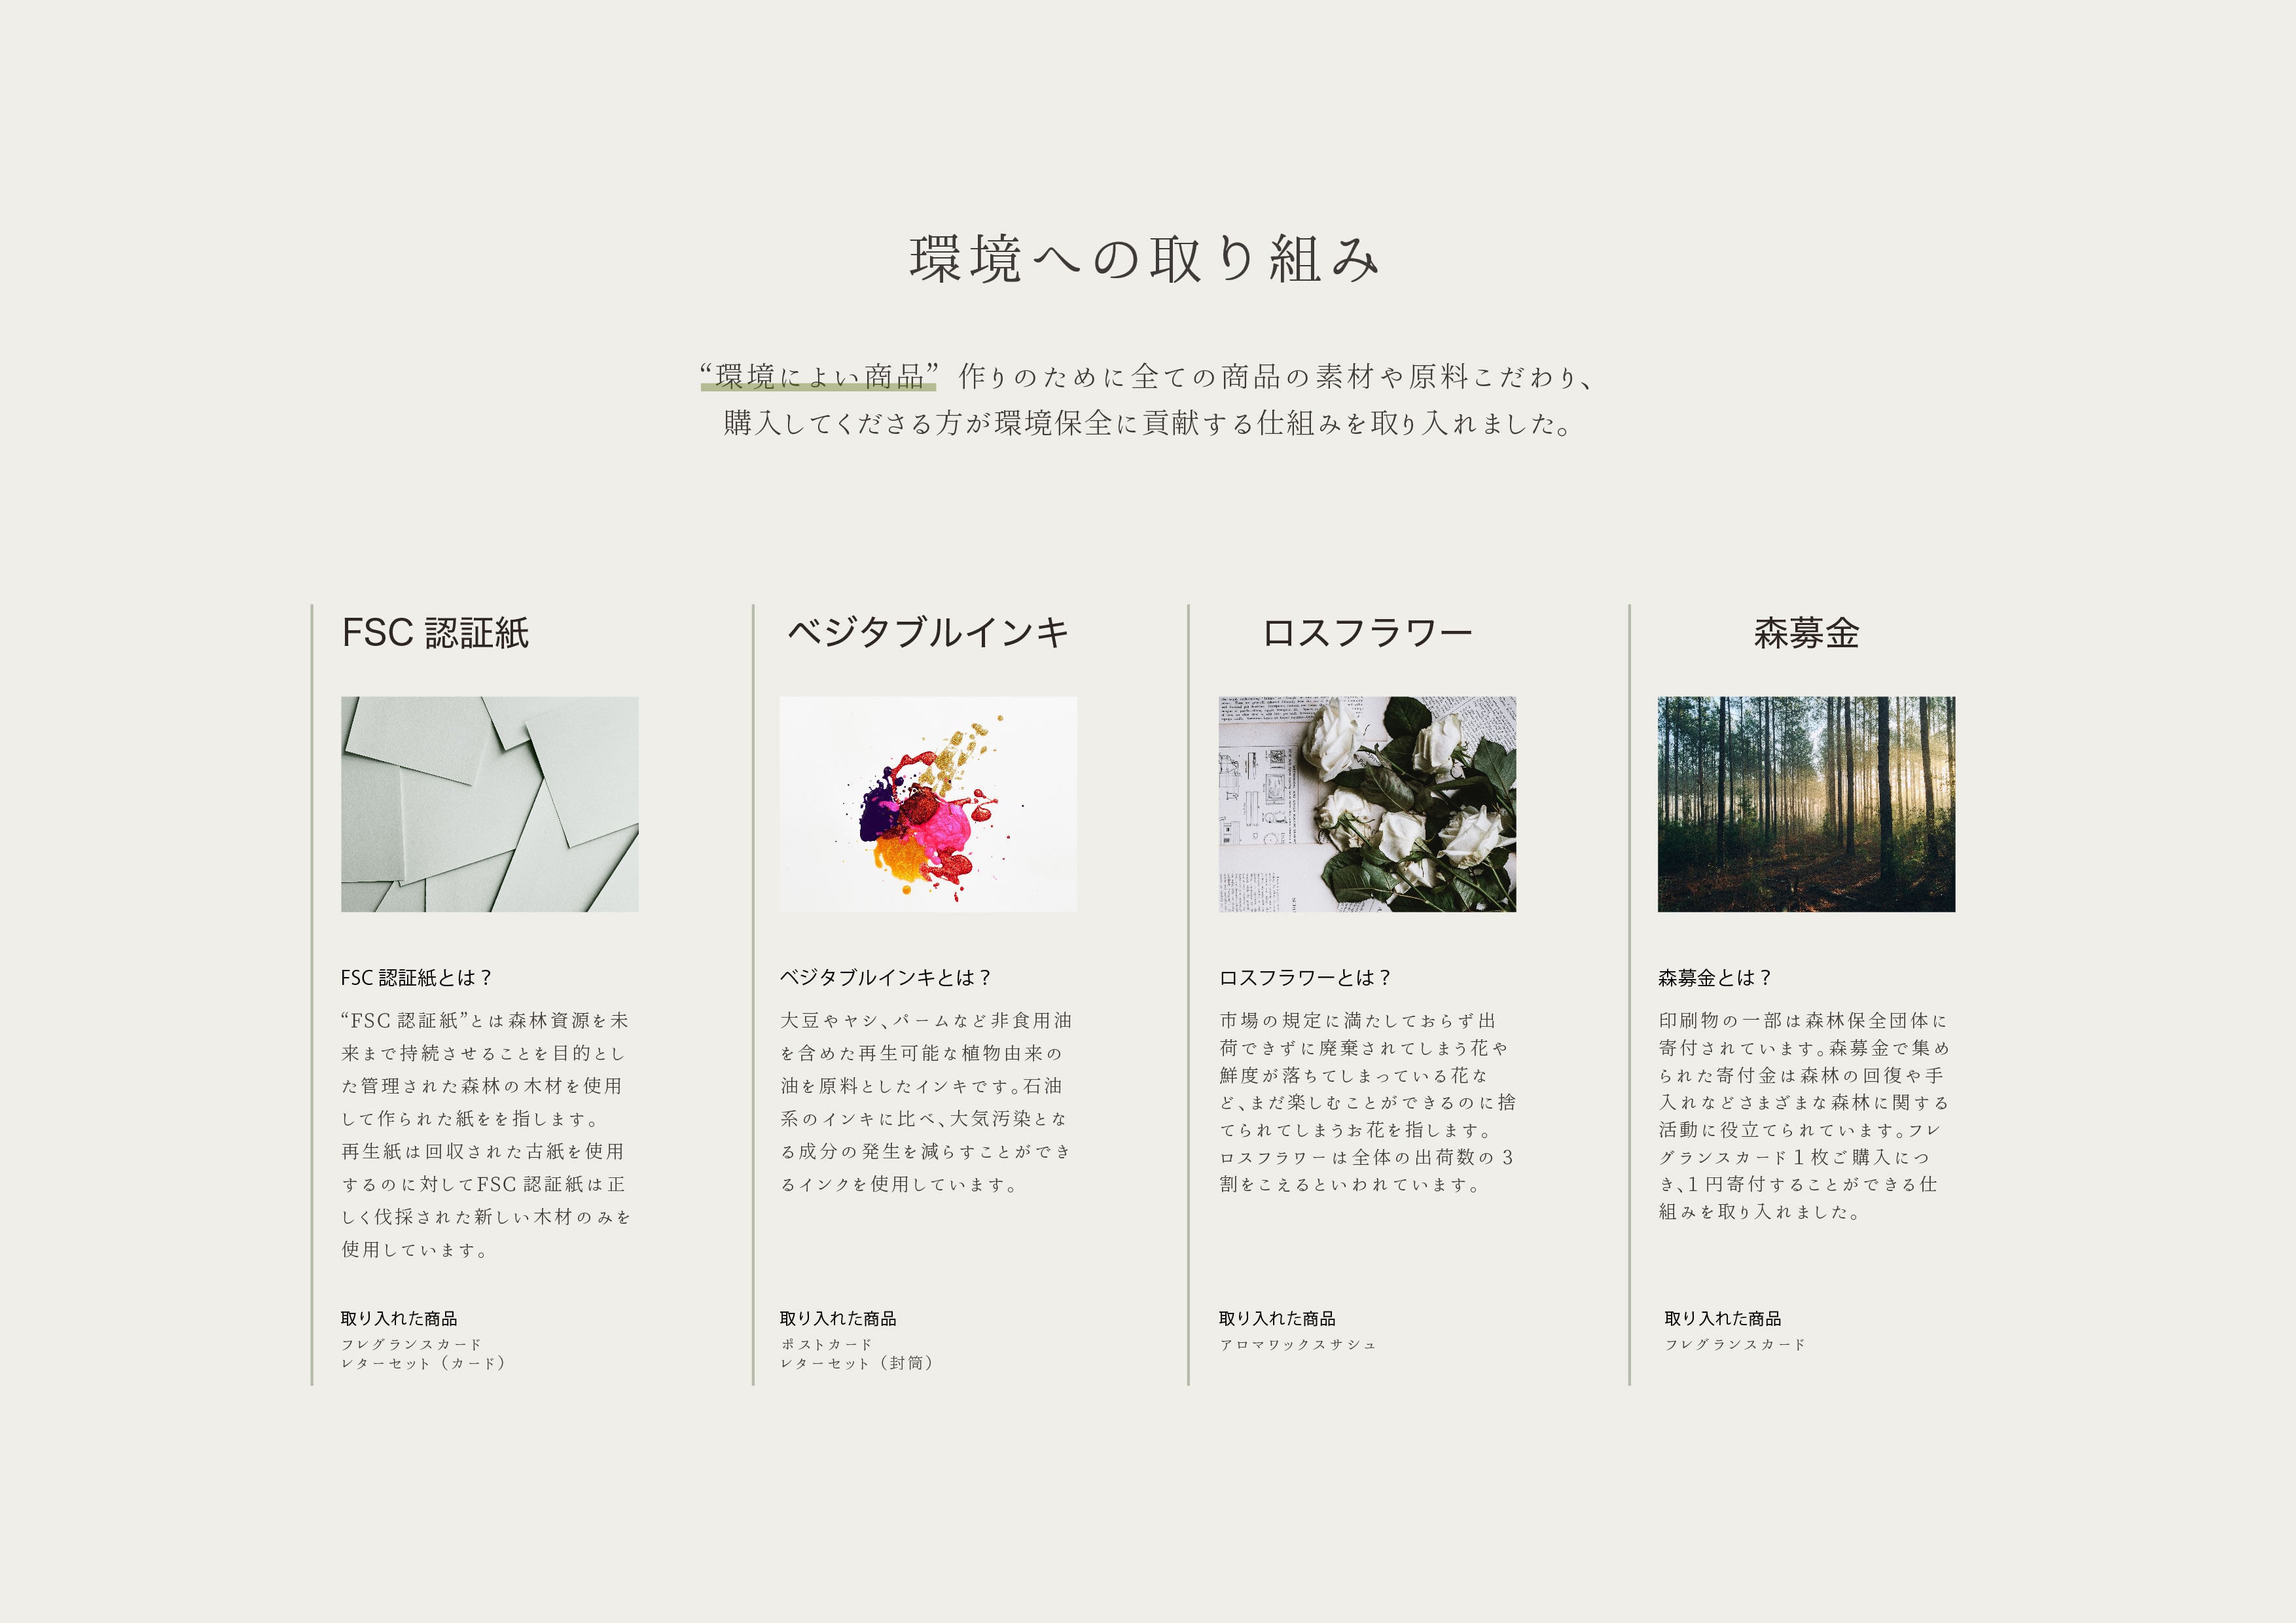 環境への取り組み
“環境によい商品” 作りのために全ての商品の素材や原料こだわり、
購入してくださる方が環境保全に貢献する仕組みを取り入れました。
FSC 認証紙
FSC 認証紙とは？
“FSC 認証紙”とは森林資源を未
来まで持続させることを目的とし
た管理された森林の木材を使用
して作られた紙をを指します。
再生紙は回収された古紙を使用
するのに対してFSC 認証紙は正
しく伐採された新しい木材のみを
使用しています。
取り入れた商品
フレグランスカード
レターセット（カード）
ベジタブルインキ
ベジタブルインキとは？
大豆ややヤシ、パームなど非食用油
を含めた再生可能な植物由来の
油を原料としたインキです。石油
系のインキに比べ、大気汚染とな
る成分の発生を減らすことができ
るインクを使用しています。
取り入れた商品
ポストカード
レターセット（封筒）
ロスフラワー
ロスフラワーとは？
市場の規定に満たしておらず出
荷できずに廃棄されてしまう花や
鮮度が落ちてしまっている花な
ど、まだ楽しむことができるのに捨
てられてしまうお花を指します。
ロスフラワーは全体の出荷数の 3
割をこえるといわれています。
取り入れた商品
アロマワックスサシュ
森募金
森募金とは？
印刷物の一部は森林保全団体に
寄付されています。森募金で集め
られた寄付金は森林の回復や手
入れなどさまざまな森林に関する
活動に役立てられています。フレ
グランスカード 1 枚ご購入につ
き、1 円寄付することができる仕
組みを取り入れました。
取り入れた商品
フレグランスカード